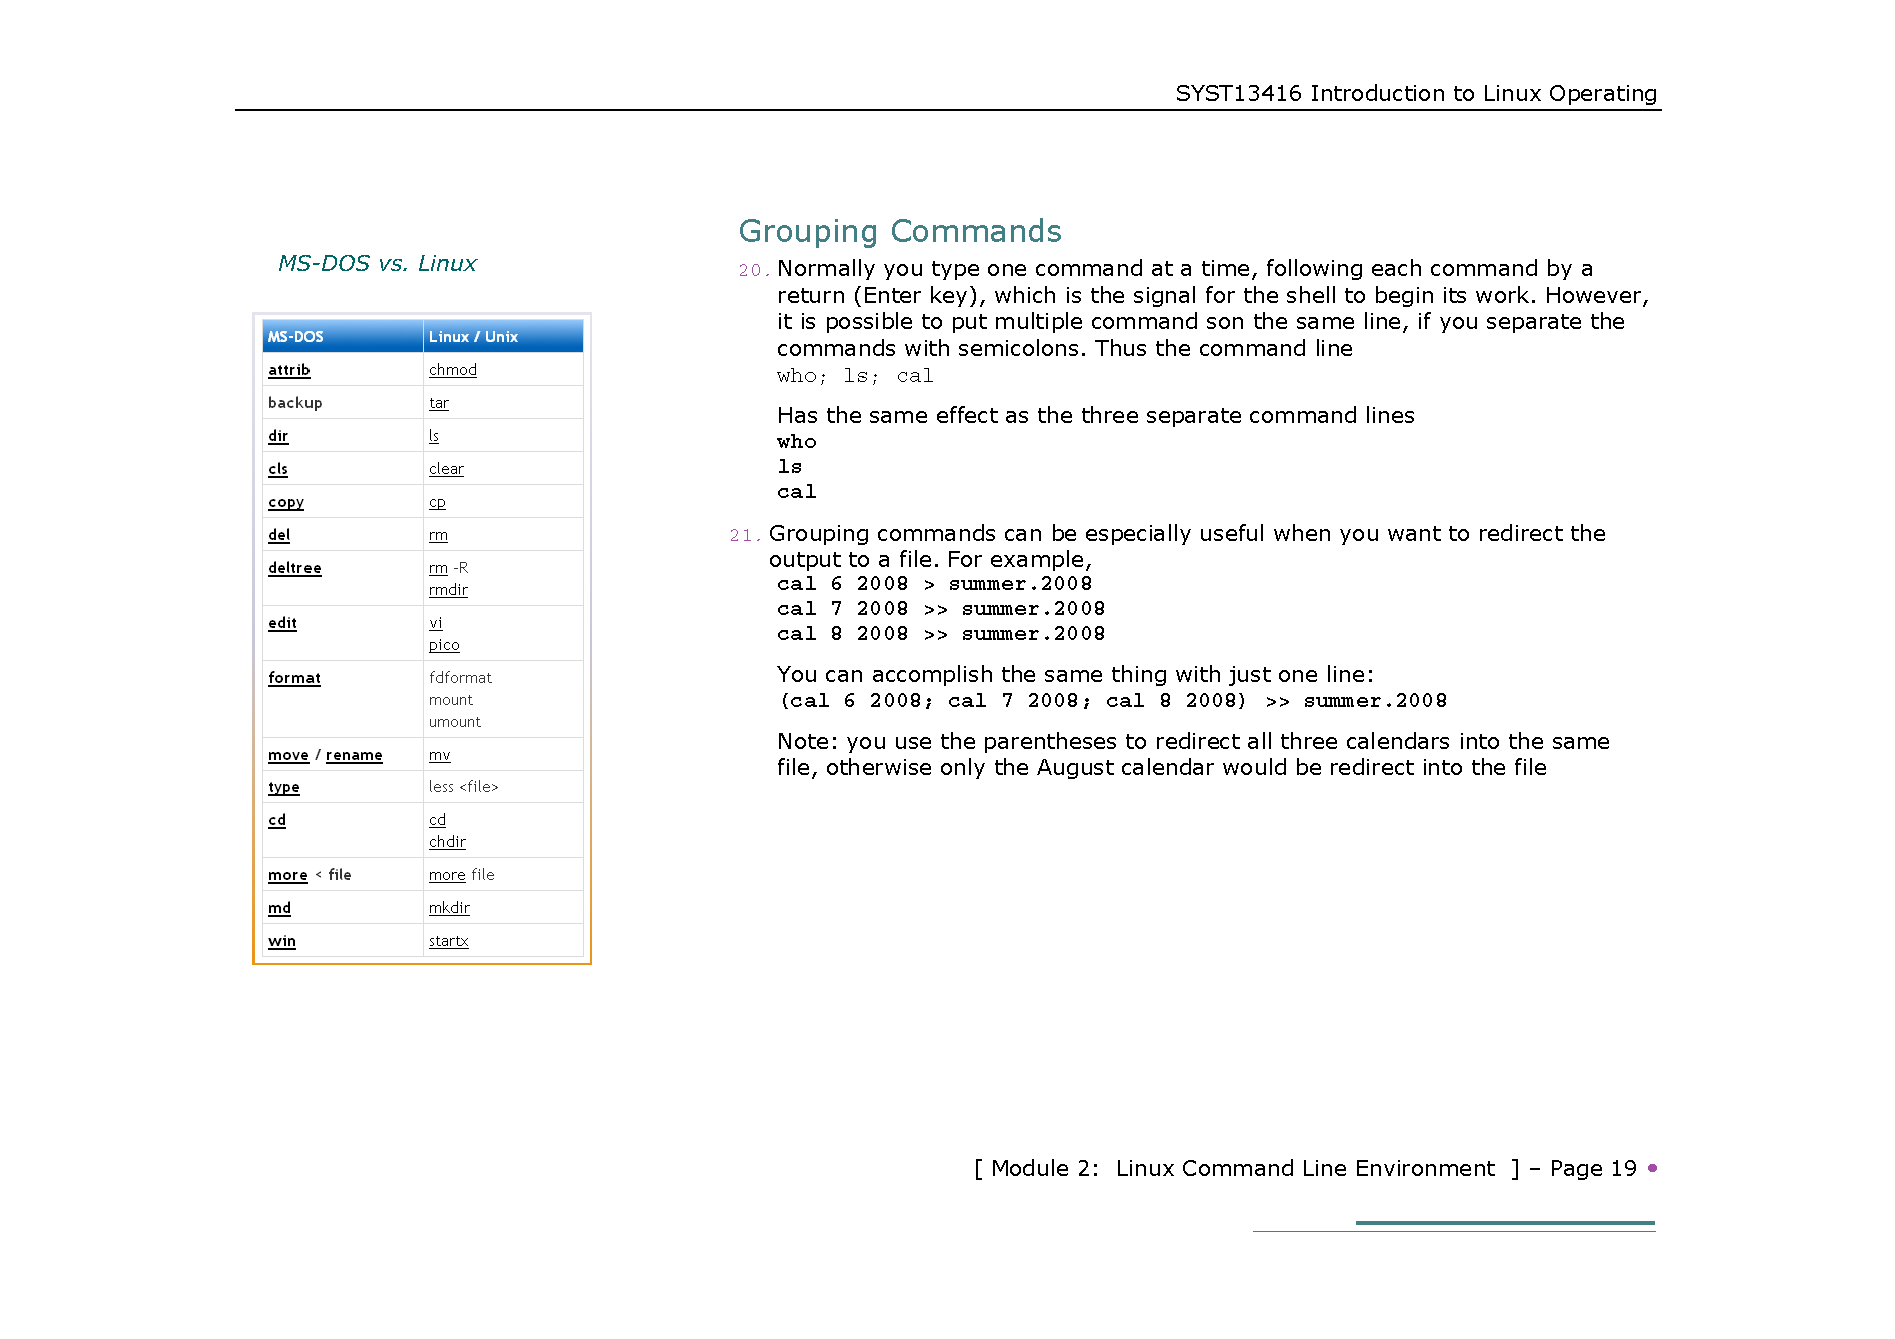 SYST13416 Introduction to Linux Operating
MS-DOS vs. Linux
MS-DOS Linux / Unix
attrib chmod
backup tar
dir ls
cls clear
copy cp
del rm
deltree rm -R
rmdir
edit vi
pico
format fdformat
mount
umount
move / rename mv
type less <file>
cd cd
chdir
more < file more file
md mkdir
win startx
Grouping Commands
20. Normally you type one command at a time, following each command by a
return (Enter key), which is the signal for the shell to begin its work. However,
it is possible to put multiple command son the same line, if you separate the
commands with semicolons. Thus the command line
who; ls; cal
Has the same effect as the three separate command lines
who
ls
cal
21. Grouping commands can be especially useful when you want to redirect the
output to a file. For example,
cal 6 2008 > summer.2008
cal 7 2008 >> summer.2008
cal 8 2008 >> summer.2008
You can accomplish the same thing with just one line:
(cal 6 2008; cal 7 2008; cal 8 2008) >> summer.2008
Note: you use the parentheses to redirect all three calendars into the same
file, otherwise only the August calendar would be redirect into the file
[ Module 2: Linux Command Line Environment ] – Page 19 •